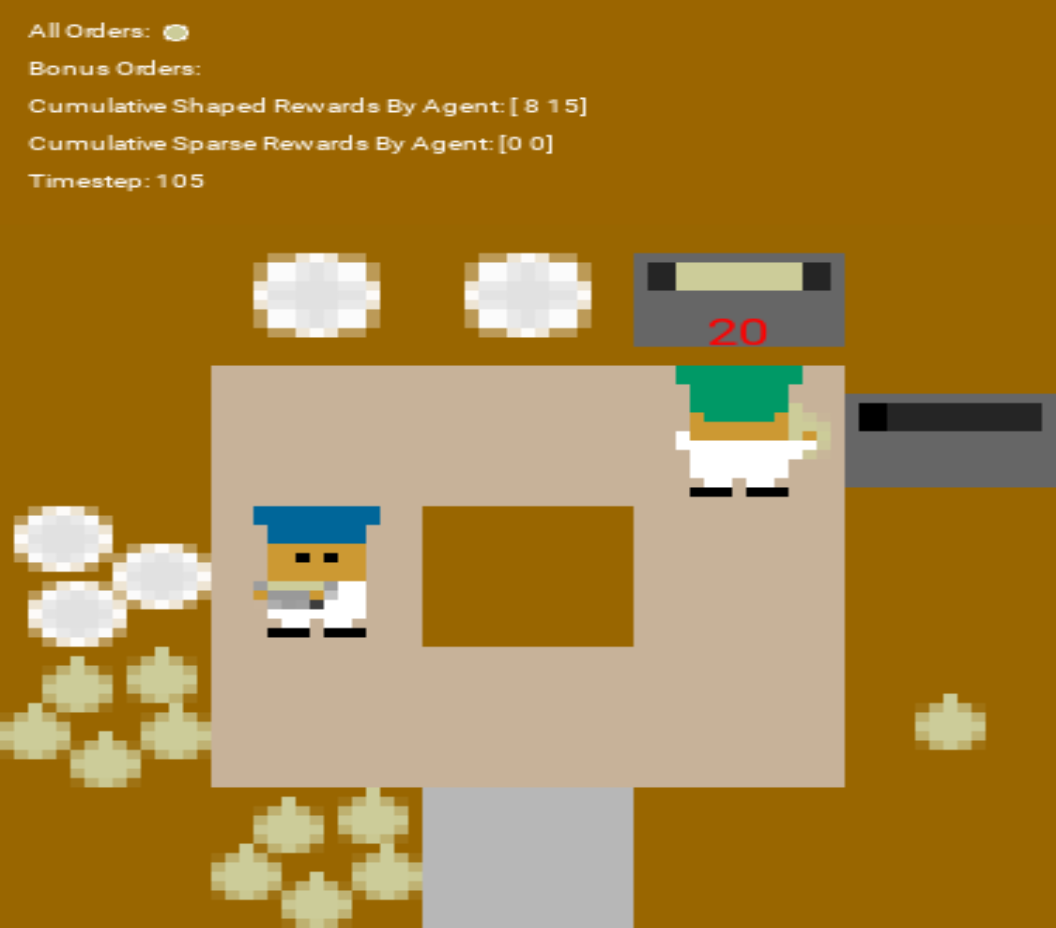 All Orders:
Bonus Orders:
Cumulative Shaped Rewards By Agent: [ 8 15]
Cumulative Sparse Rewards By Agent: [0 0]
Timestep: 105
20